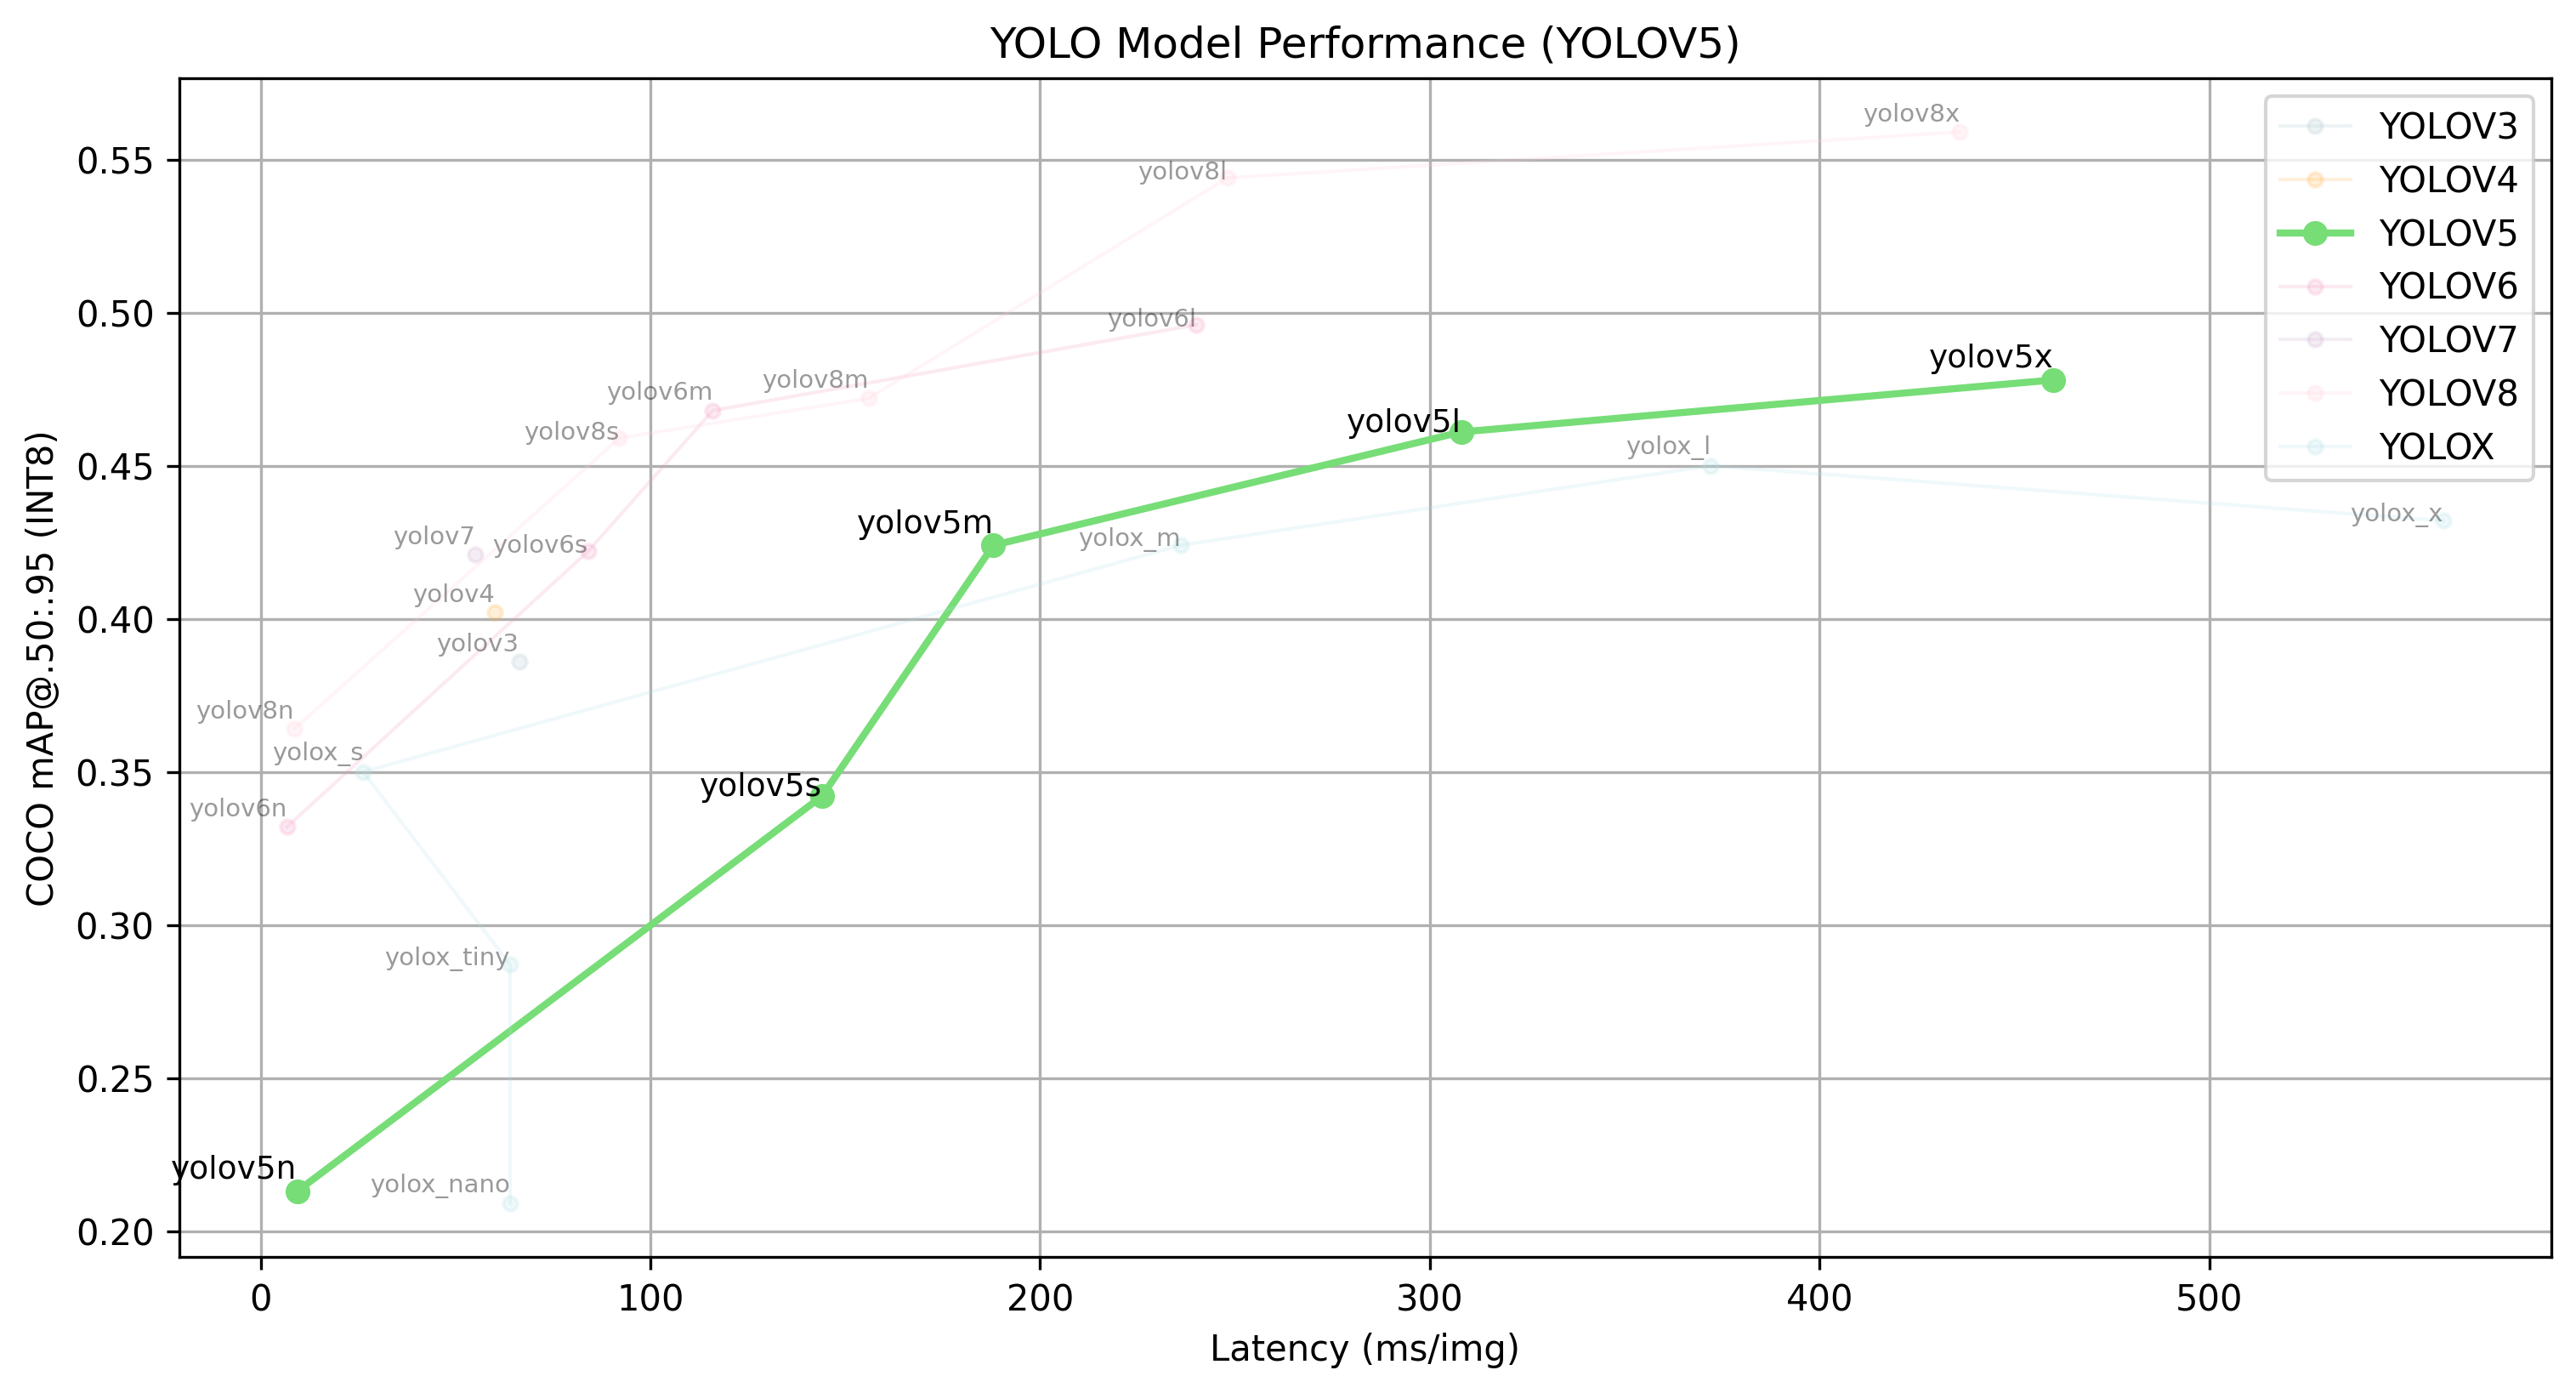 YOLO Model Performance (YOLOV5)
COCO mAP@.50:.95 (INT8)
0.55
0.50
0.45
0.40
0.35
0.30
0.25
0.20
yolov8x
yolov8l
yolov6l
yolov5x
yolov8m
yolov6m
yolov8s
yolov5l
yolox_l
yolov5m
yolox_m
yolox_x
yolov7
yolov6s
yolov4
yolov3
yolov8n
yolox_s
yolov6n
yolov5s
yolox_tiny
yolov5n
yolox_nano
YOLOV3
YOLOV4
YOLOV5
YOLOV6
YOLOV7
YOLOV8
YOLOX
0
100
200
300
400
500
Latency (ms/img)